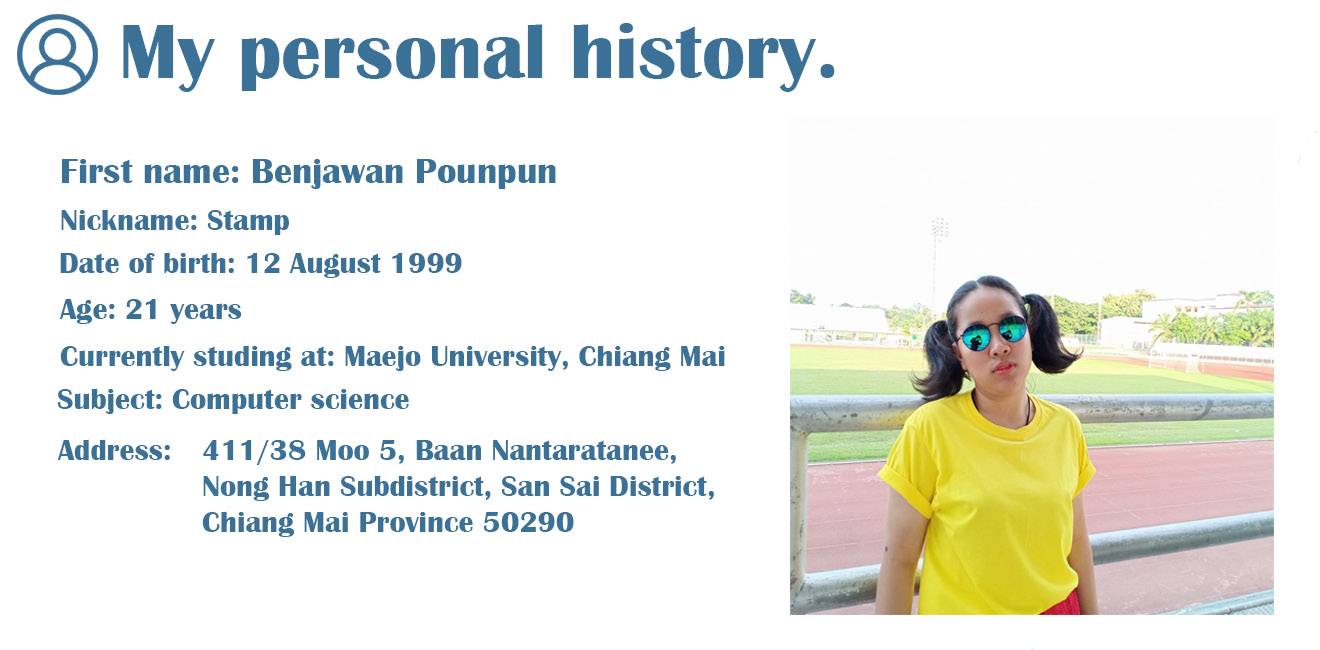 My personal history.
First name: Benjawan Pounpun
Nickname: Stamp
Date of birth: 12 August 1999
Age: 21 years
Currently studing at: Maejo University, Chiang Mai
Subject: Computer science
Address: 411/38 Moo 5, Baan Nantaratanee,
Nong Han Subdistrict, San Sai District,
Chiang Mai Province 50290